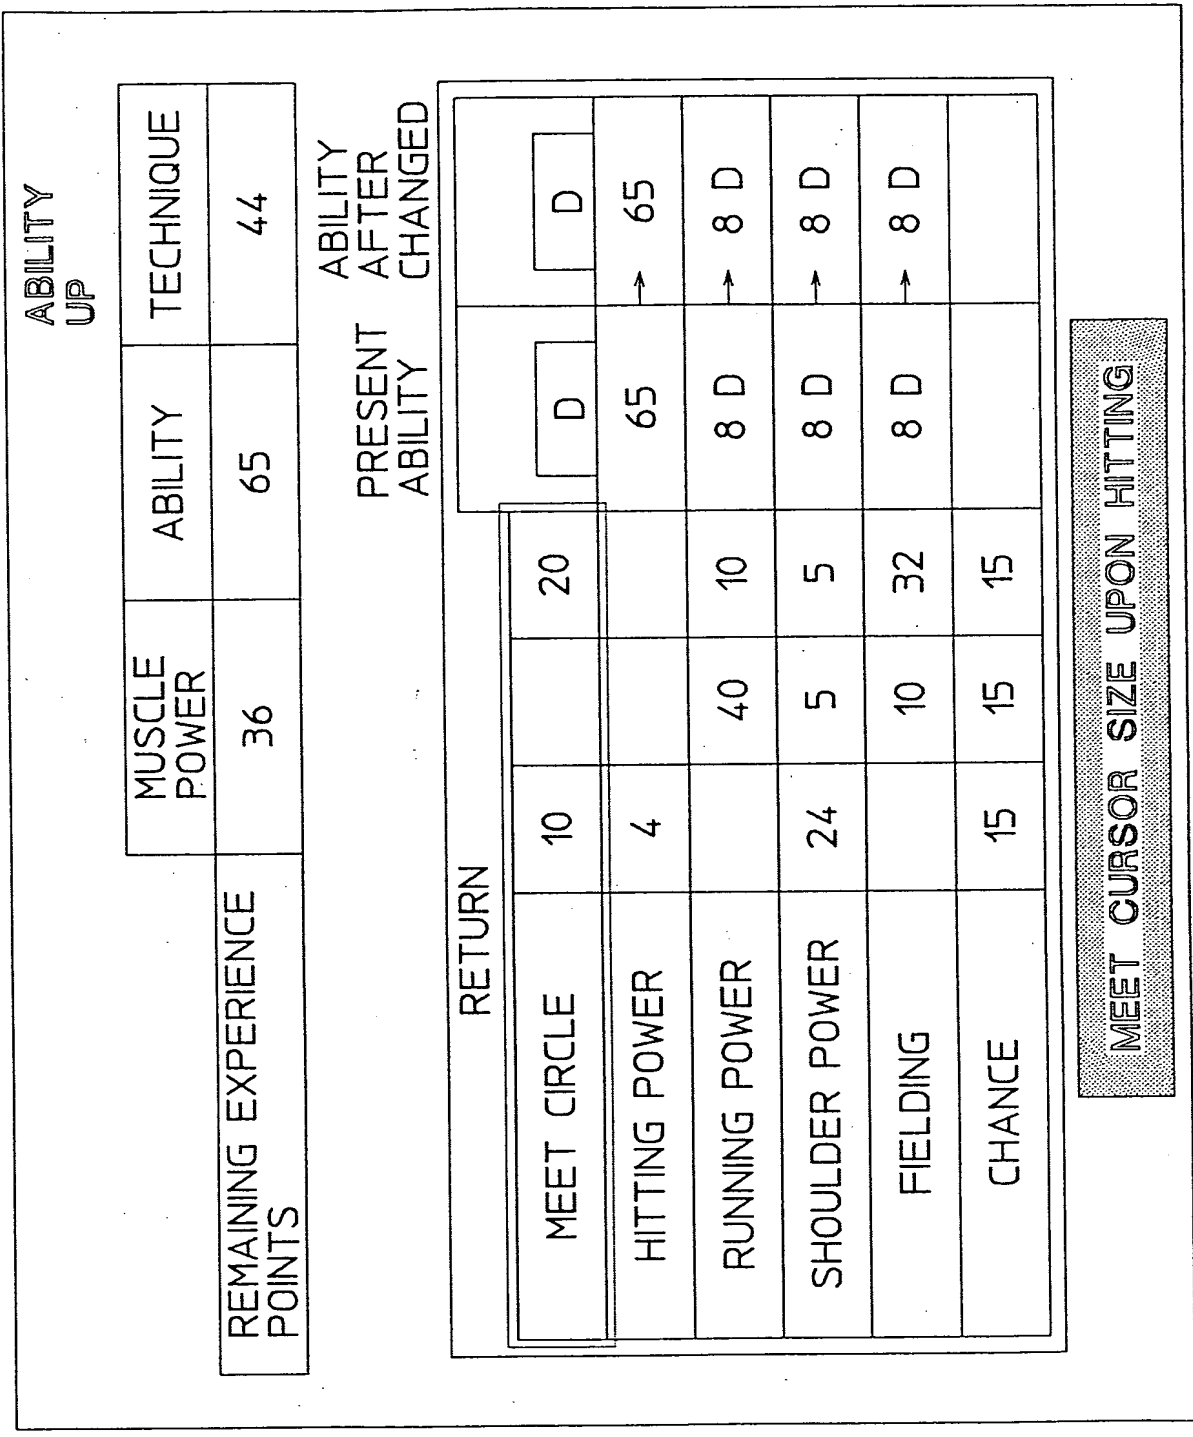 ABILITY
UP
MUSCLE
POWER
ABILITY
TECHNIQUE
REMAINING EXPERIENCE
POINTS
36
65
44
PRESENT
ABILITY
ABILITY
AFTER
CHANGED
RETURN
MEET CIRCLE 10 20 D D
HITTING POWER 4 65 → 65
RUNNING POWER 40 10 8 D → 8 D
SHOULDER POWER 24 5 5 8 D → 8 D
FIELDING 10 32 8 D → 8 D
CHANCE 15 15 15
MEET CURSOR SIZE UPON HITTING